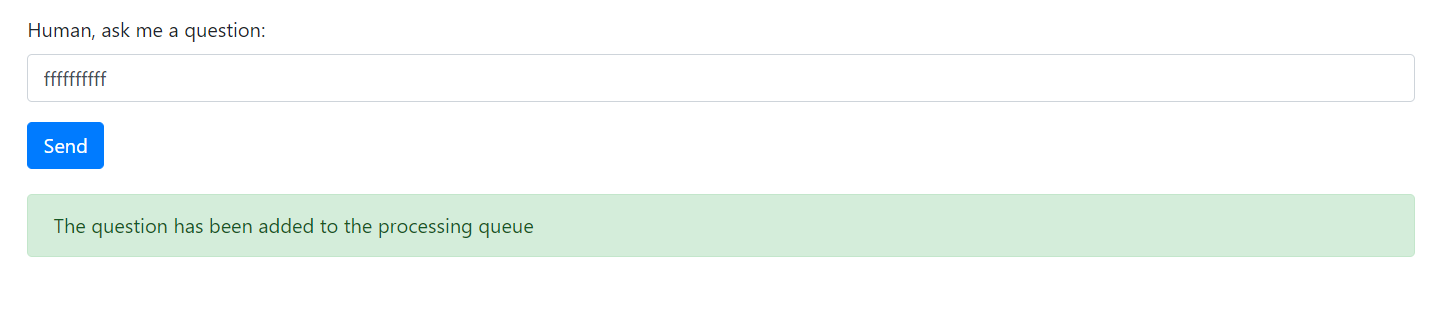 Human, ask me a question:
ffffffffff
Send
The question has been added to the processing queue